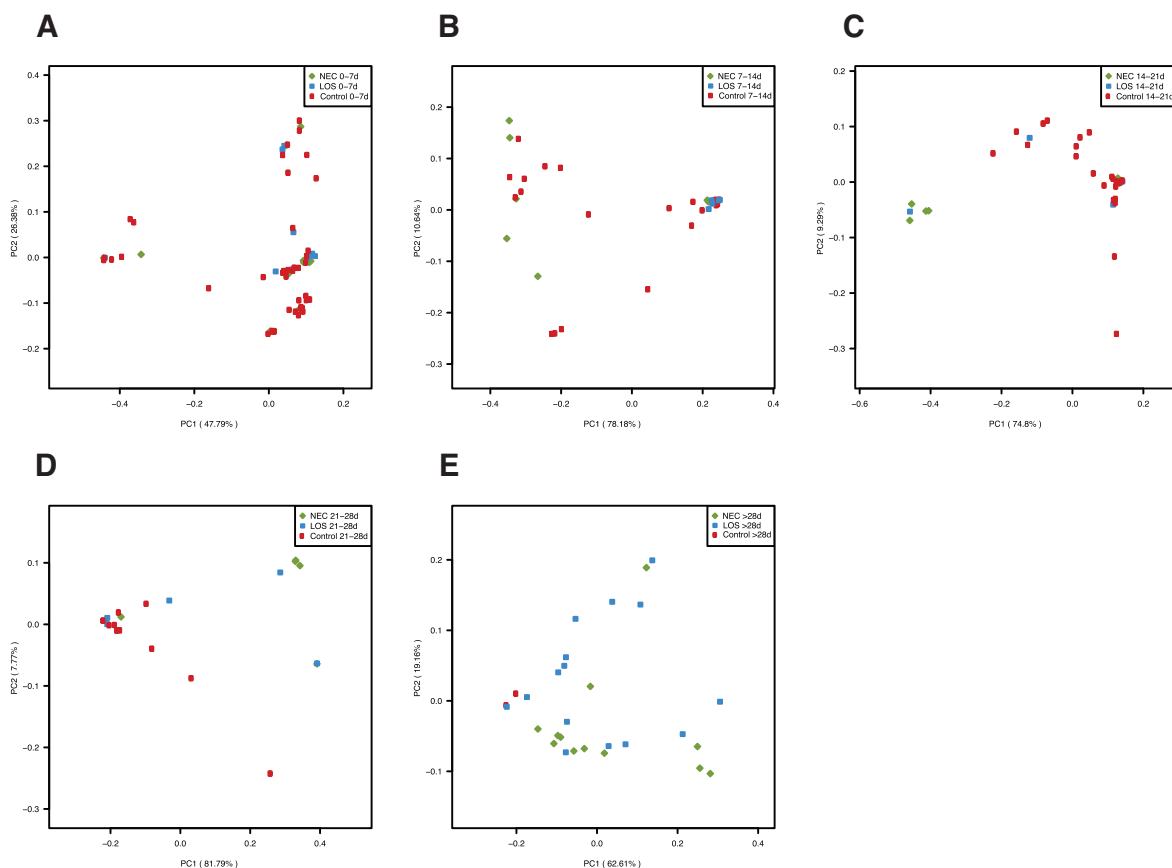 A
B
C
NEC 0−7d
LOS 0−7d
Control 0−7d
0.4
0.3
0.2
0.1
0.0
−0.1
−0.2
PC2 ( 26.38% )
−0.4
−0.2
0.0
0.2
PC1 ( 47.79% )
NEC 7−14d
LOS 7−14d
Control 7−14d
0.2
0.1
0.0
−0.1
−0.2
−0.3
PC2 ( 10.64% )
−0.4
−0.2
0.0
0.2
0.4
PC1 ( 78.18% )
NEC 14−21d
LOS 14−21d
Control 14−21d
0.2
0.1
0.0
−0.1
−0.2
−0.3
PC2 ( 9.29% )
−0.6
−0.4
−0.2
0.0
0.2
PC1 ( 74.8% )
D
E
NEC 21−28d
LOS 21−28d
Control 21−28d
0.1
0.0
−0.1
−0.2
−0.3
PC2 ( 7.77% )
−0.2
0.0
0.2
0.4
PC1 ( 81.79% )
NEC >28d
LOS >28d
Control >28d
0.2
0.1
0.0
−0.1
PC2 ( 19.16% )
−0.2
0.0
0.2
0.4
PC1 ( 62.61% )